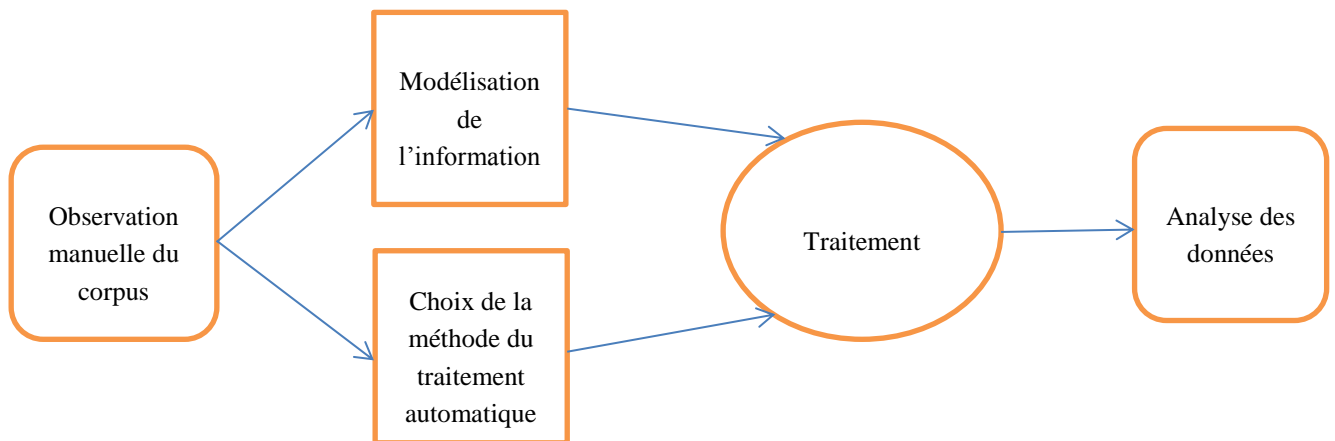 Observation
manuelle du
corpus
Modélisation
de
l’information
Choix de la
méthode du
traitement
automatique
Traitement
Analyse des
données